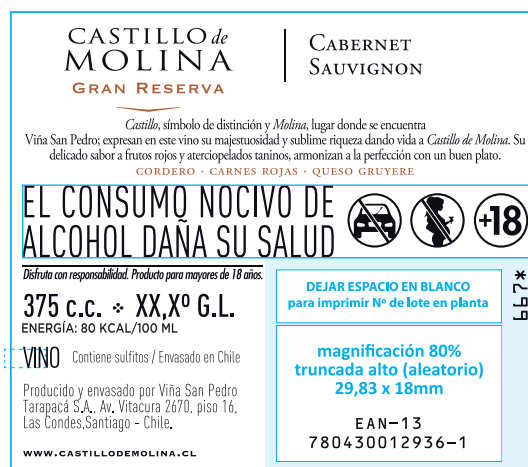 CASTILLO de
MOLINA
GRAN RESERVA
CABERNET
SAUVIGNON
Castillo, símbolo de distinción y Molina, lugar donde se encuentra
Viña San Pedro; expresan en este vino su majestuosidad y sublime riqueza dando vida a Castillo de Molina. Su
delicado sabor a frutos rojos y aterciopelados taninos, armonizan a la perfección con un buen plato.
CORDERO · CARNES ROJAS · QUESO GRUYERE
EL CONSUMO NOCIVO DE
ALCOHOL DAÑA SU SALUD
+18
Disfruta con responsabilidad. Producto para mayores de 18 años.
375 c.c. ❖ XX,Xº G.L.
ENERGÍA: 80 KCAL/100 ML
VINO Contiene sulfitos / Envasado en Chile
Producido y envasado por Viña San Pedro
Tarapacá S.A., Av. Vitacura 2670, piso 16,
Las Condes,Santiago - Chile.
WWW.CASTILLODEMOLINA.CL
DEJAR ESPACIO EN BLANCO
para imprimir Nº de lote en planta
magnificación 80%
truncada alto (aleatorio)
29,83 x 18mm
EAN-13
780430012936-1